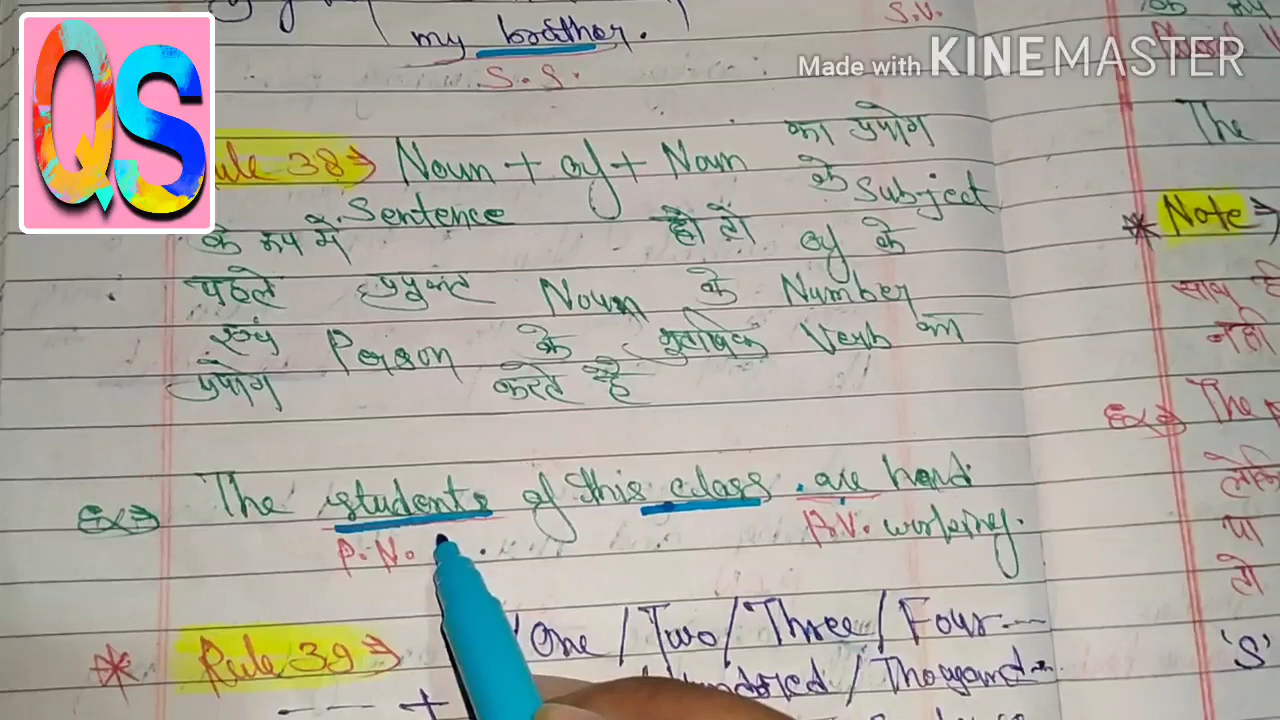 QS
Made with KINEMASTER
my brother.
S.S.
S.V.
Rule 38 ⇒ Noun + of + Noun का प्रयोग
Sentence के Subject
के रूप में हो तो of के
पहले प्रयुक्त Noun के Number
एवं Person के मुताबिक Verb का
प्रयोग करते है
Ex ⇒ The students of this class are hard
P.N. P.V. working.
* Rule 39 ⇒ One / Two / Three / Four ---
Hundred / Thousand --
--- +
The
* Note ⇒
नहीं
Ex ⇒ The
या
तो
'S'